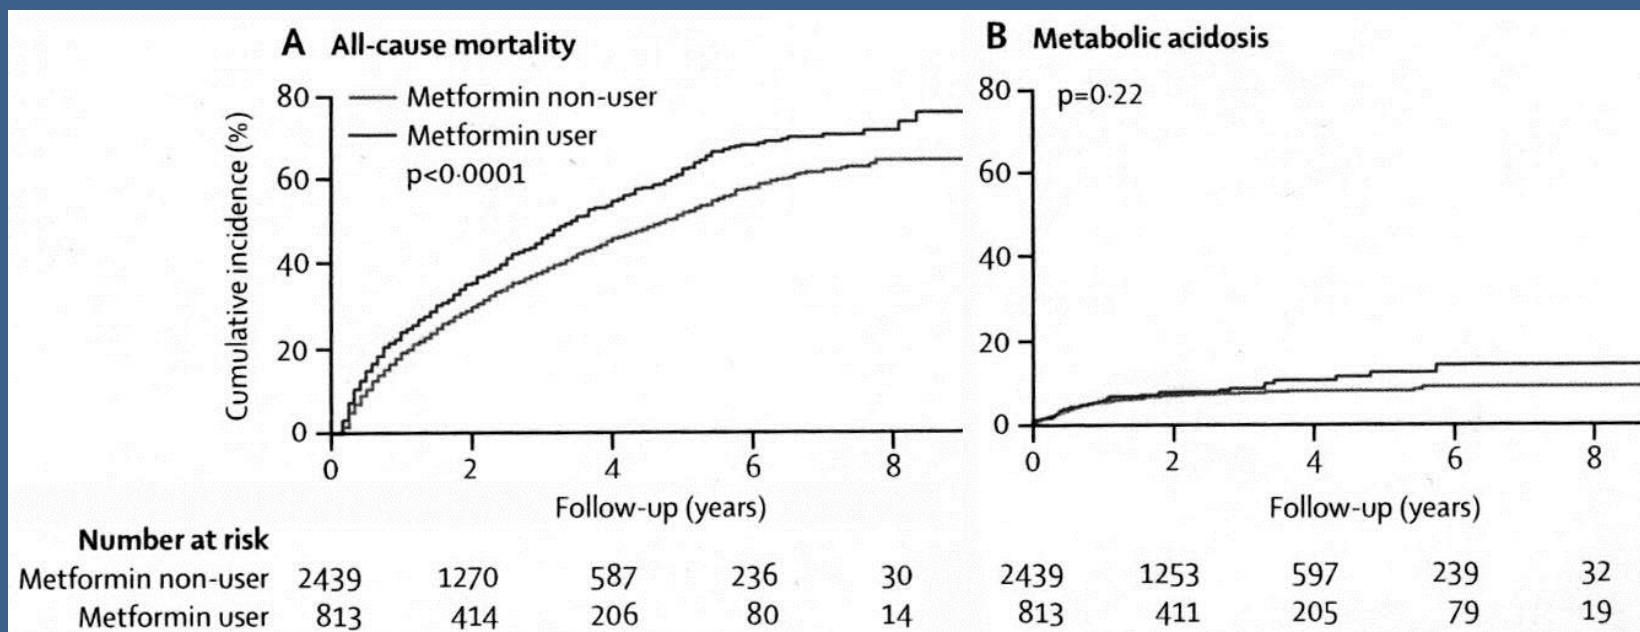 A All-cause mortality
Metformin non-user
Metformin user
p<0·0001
Cumulative incidence (%)
80
60
40
20
0
0 2 4 6 8
Follow-up (years)
B Metabolic acidosis
p=0·22
80
60
40
20
0
0 2 4 6 8
Follow-up (years)
Number at risk
Metformin non-user 2439 1270 587 236 30 2439 1253 597 239 32
Metformin user 813 414 206 80 14 813 411 205 79 19